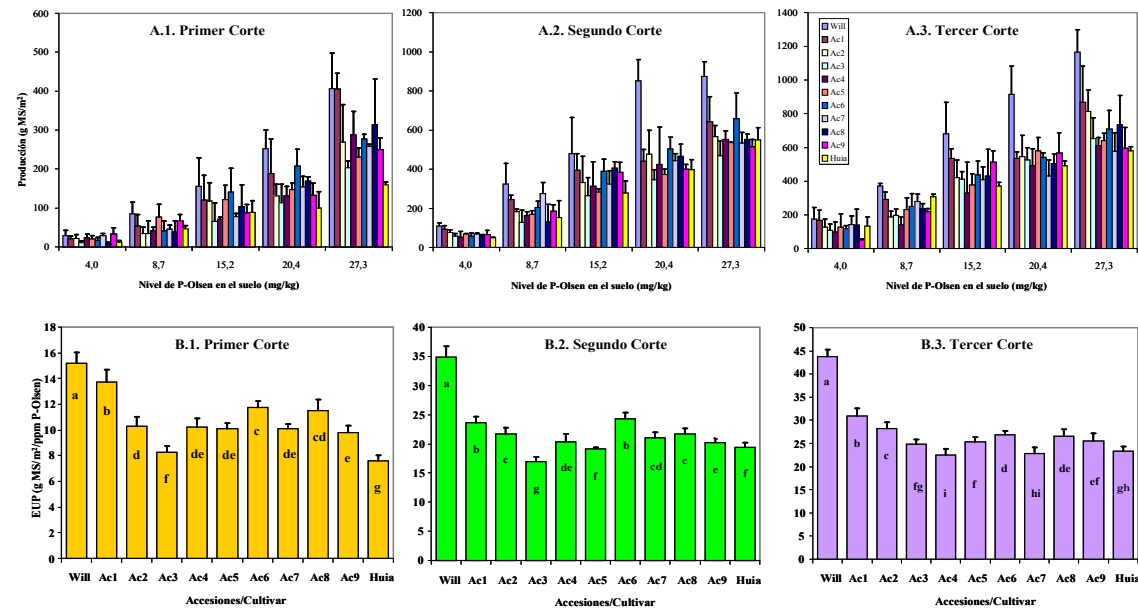 A.1. Primer Corte
Producción (g MS/m²)
600
500
400
300
200
100
0
4,0 8,7 15,2 20,4 27,3
Nivel de P-Olsen en el suelo (mg/kg)
A.2. Segundo Corte
1200
1000
800
600
400
200
0
4,0 8,7 15,2 20,4 27,3
Nivel de P-Olsen en el suelo (mg/kg)
A.3. Tercer Corte
1400
1200
1000
800
600
400
200
0
Will
Ac1
Ac2
Ac3
Ac4
Ac5
Ac6
Ac7
Ac8
Ac9
Huia
4,0 8,7 15,2 20,4 27,3
Nivel de P-Olsen en el suelo (mg/kg)
B.1. Primer Corte
EUP (g MS/m²/ppm P-Olsen)
18
16
14
12
10
8
6
4
2
0
a b d f de de c de cd e g
Will Ac1 Ac2 Ac3 Ac4 Ac5 Ac6 Ac7 Ac8 Ac9 Huia
Accesiones/Cultivar
B.2. Segundo Corte
40
35
30
25
20
15
10
5
0
a b c g de f b cd c e f
Will Ac1 Ac2 Ac3 Ac4 Ac5 Ac6 Ac7 Ac8 Ac9 Huia
Accesiones/Cultivar
B.3. Tercer Corte
50
45
40
35
30
25
20
15
10
5
0
a b c fg i f d hi de ef gh
Will Ac1 Ac2 Ac3 Ac4 Ac5 Ac6 Ac7 Ac8 Ac9 Huia
Accesiones/Cultivar